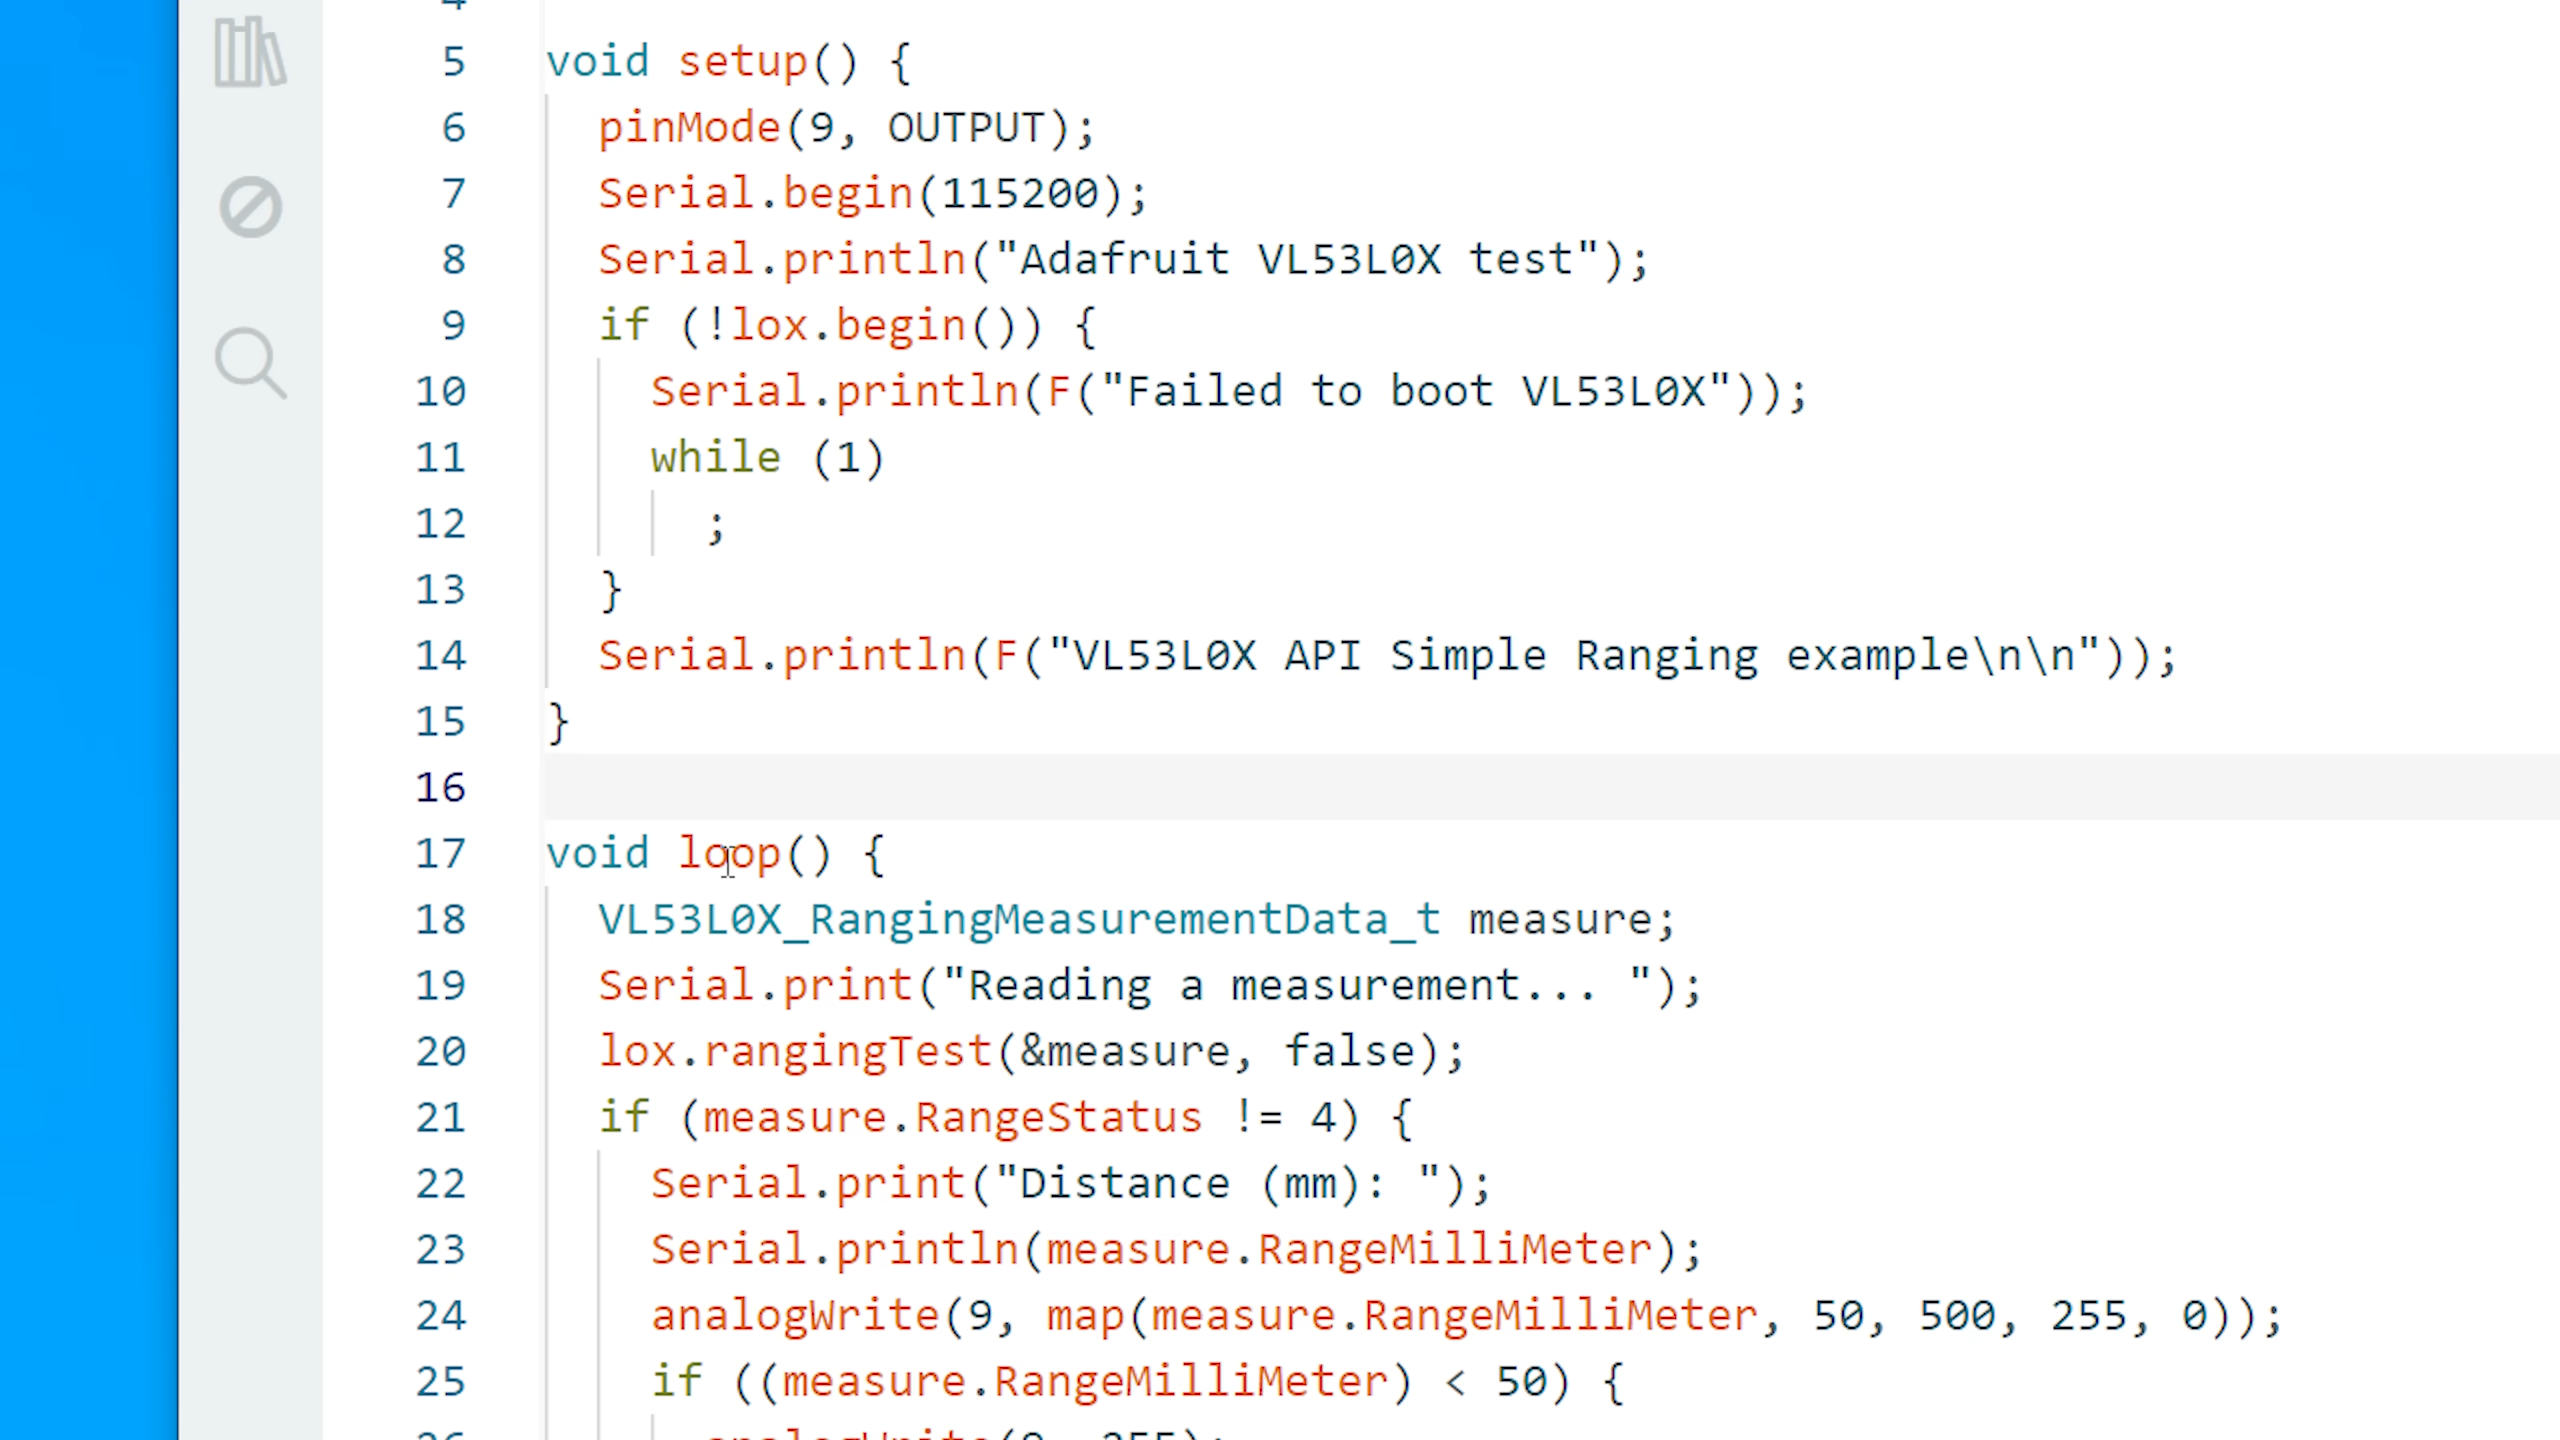 5 void setup() {
6 pinMode(9, OUTPUT);
7 Serial.begin(115200);
8 Serial.println("Adafruit VL53L0X test");
9 if (!lox.begin()) {
10 Serial.println(F("Failed to boot VL53L0X"));
11 while (1)
12 ;
13 }
14 Serial.println(F("VL53L0X API Simple Ranging example\n\n"));
15 }
16
17 void loop() {
18 VL53L0X_RangingMeasurementData_t measure;
19 Serial.print("Reading a measurement... ");
20 lox.rangingTest(&measure, false);
21 if (measure.RangeStatus != 4) {
22 Serial.print("Distance (mm): ");
23 Serial.println(measure.RangeMilliMeter);
24 analogWrite(9, map(measure.RangeMilliMeter, 50, 500, 255, 0));
25 if ((measure.RangeMilliMeter) < 50) {